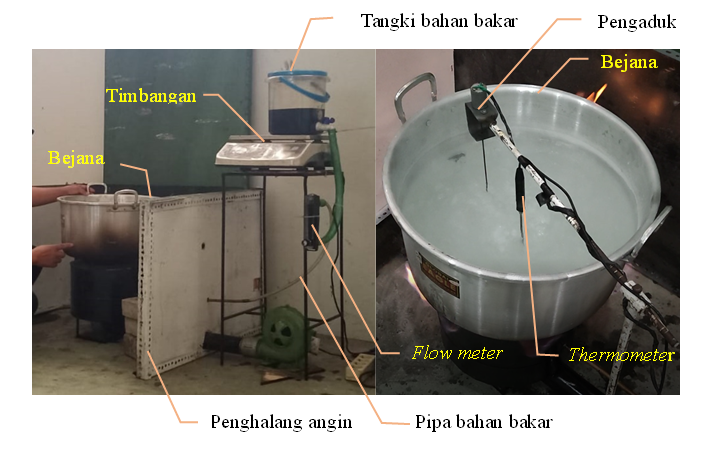 Tangki bahan bakar
Pengaduk
Bejana
Timbangan
Bejana
Flow meter
Thermometer
Penghalang angin
Pipa bahan bakar